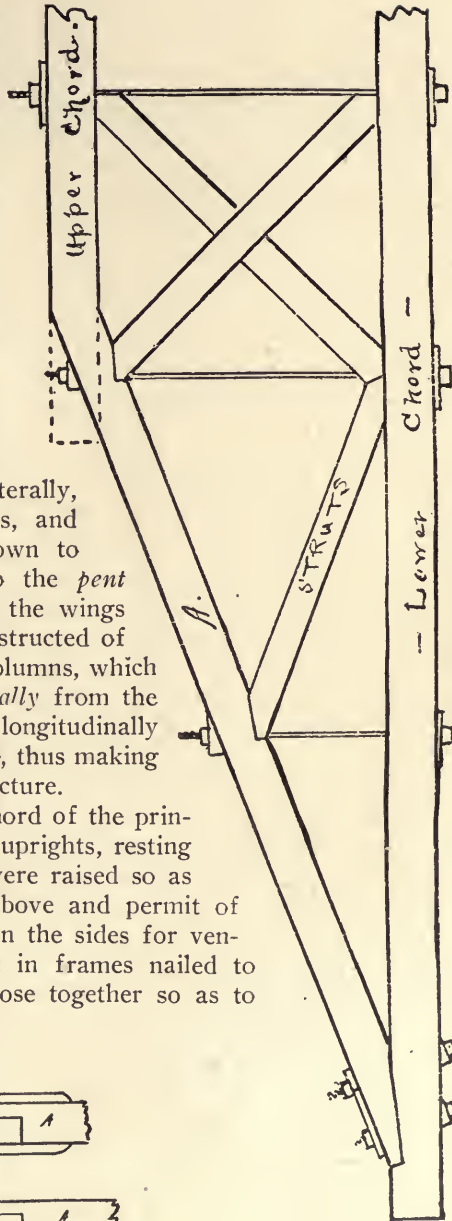 Upper Chord.
- Lower Chord -
STRUTS
A.
terally,
s, and
own to
o the pent
the wings
structed of
olumns, which
ally from the
longitudinally
, thus making
cture.
hord of the prin-
uprights, resting
were raised so as
bove and permit of
n the sides for ven-
in frames nailed to
ose together so as to
A
A